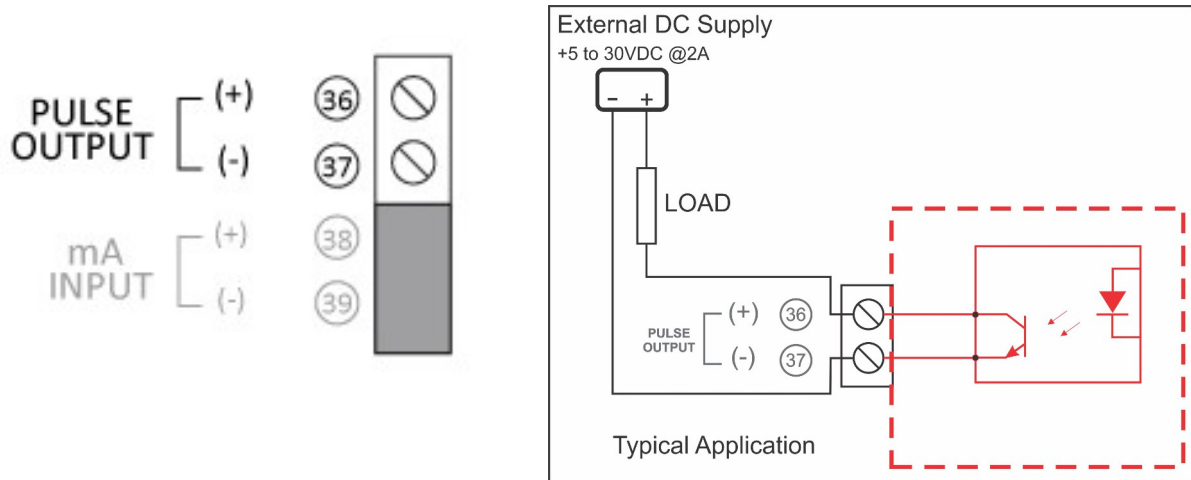 PULSE
OUTPUT
(+)
36
(-)
37
mA
INPUT
(+)
38
(-)
39
External DC Supply
+5 to 30VDC @2A
- +
LOAD
PULSE
OUTPUT
(+)
36
(-)
37
Typical Application